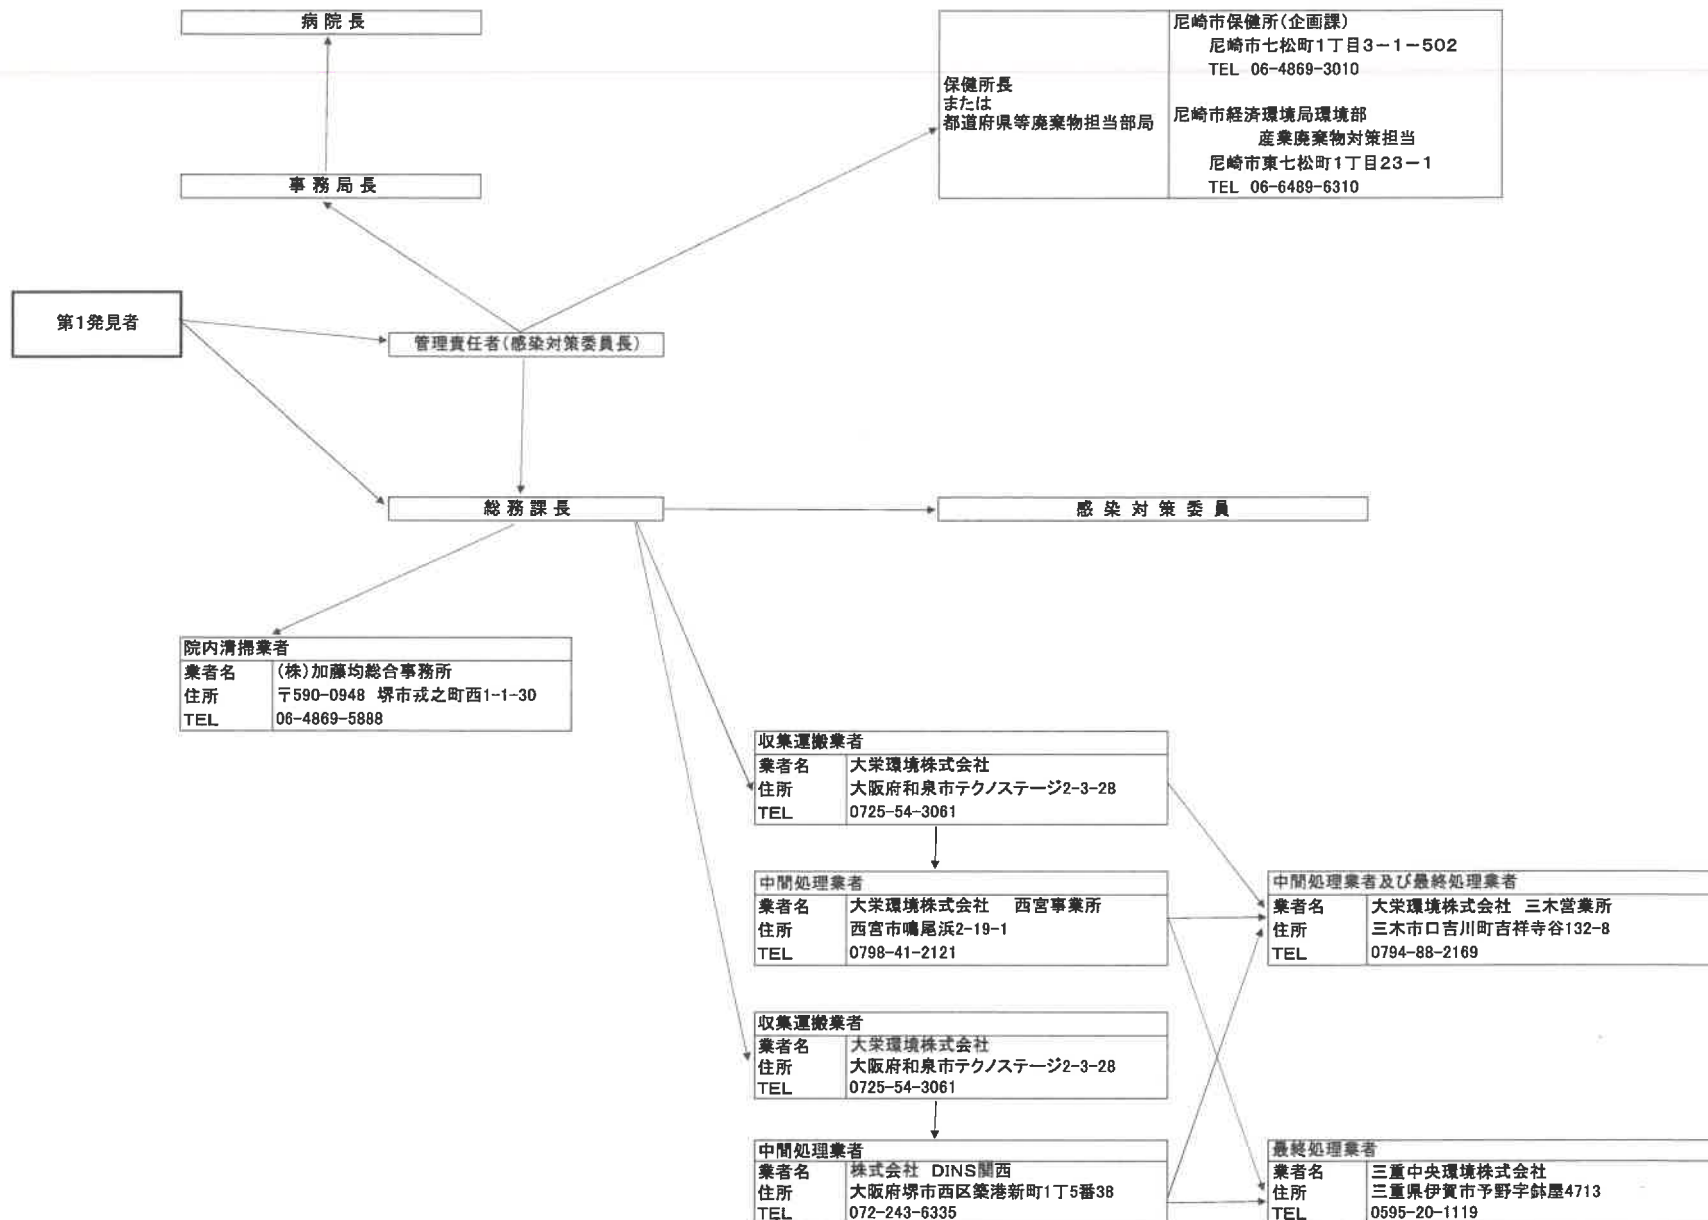 病 院 長
尼崎市保健所(企画課)
尼崎市七松町1丁目3-1-502
TEL 06-4869-3010
保健所長
または
都道府県等廃棄物担当部局
尼崎市経済環境局環境部
産業廃棄物対策担当
尼崎市東七松町1丁目23-1
TEL 06-6489-6310
事 務 局 長
第1発見者
管理責任者(感染対策委員長)
総 務 課 長
感 染 対 策 委 員
院内清掃業者
業者名 (株)加藤均総合事務所
住所 〒590-0948 堺市戎之町西1-1-30
TEL 06-4869-5888
収集運搬業者
業者名 大栄環境株式会社
住所 大阪府和泉市テクノステージ2-3-28
TEL 0725-54-3061
中間処理業者
業者名 大栄環境株式会社 西宮事業所
住所 西宮市鳴尾浜2-19-1
TEL 0798-41-2121
中間処理業者及び最終処理業者
業者名 大栄環境株式会社 三木営業所
住所 三木市口吉川町吉祥寺谷132-8
TEL 0794-88-2169
収集運搬業者
業者名 大栄環境株式会社
住所 大阪府和泉市テクノステージ2-3-28
TEL 0725-54-3061
中間処理業者
業者名 株式会社 DINS関西
住所 大阪府堺市西区築港新町1丁5番38
TEL 072-243-6335
最終処理業者
業者名 三重中央環境株式会社
住所 三重県伊賀市予野字鉢屋4713
TEL 0595-20-1119